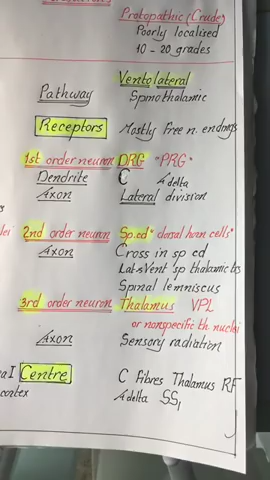 Protopathic (Crude)
Poorly localised
10 - 20 grades
Pathway
Ventolateral
Spinothalamic
Receptors Mostly free n. endings
1st order neuron DRG "PRG"
Dendrite C A delta
Axon Lateral division
2nd order neuron Sp.cd "dorsal horn cells"
Axon Cross in sp cd
Lat & Vent sp thalamic ts
Spinal lemniscus
3rd order neuron Thalamus VPL
or nonspecific th nuclei
Axon Sensory radiation
Centre C Fibres Thalamus RF
cortex A delta SS1